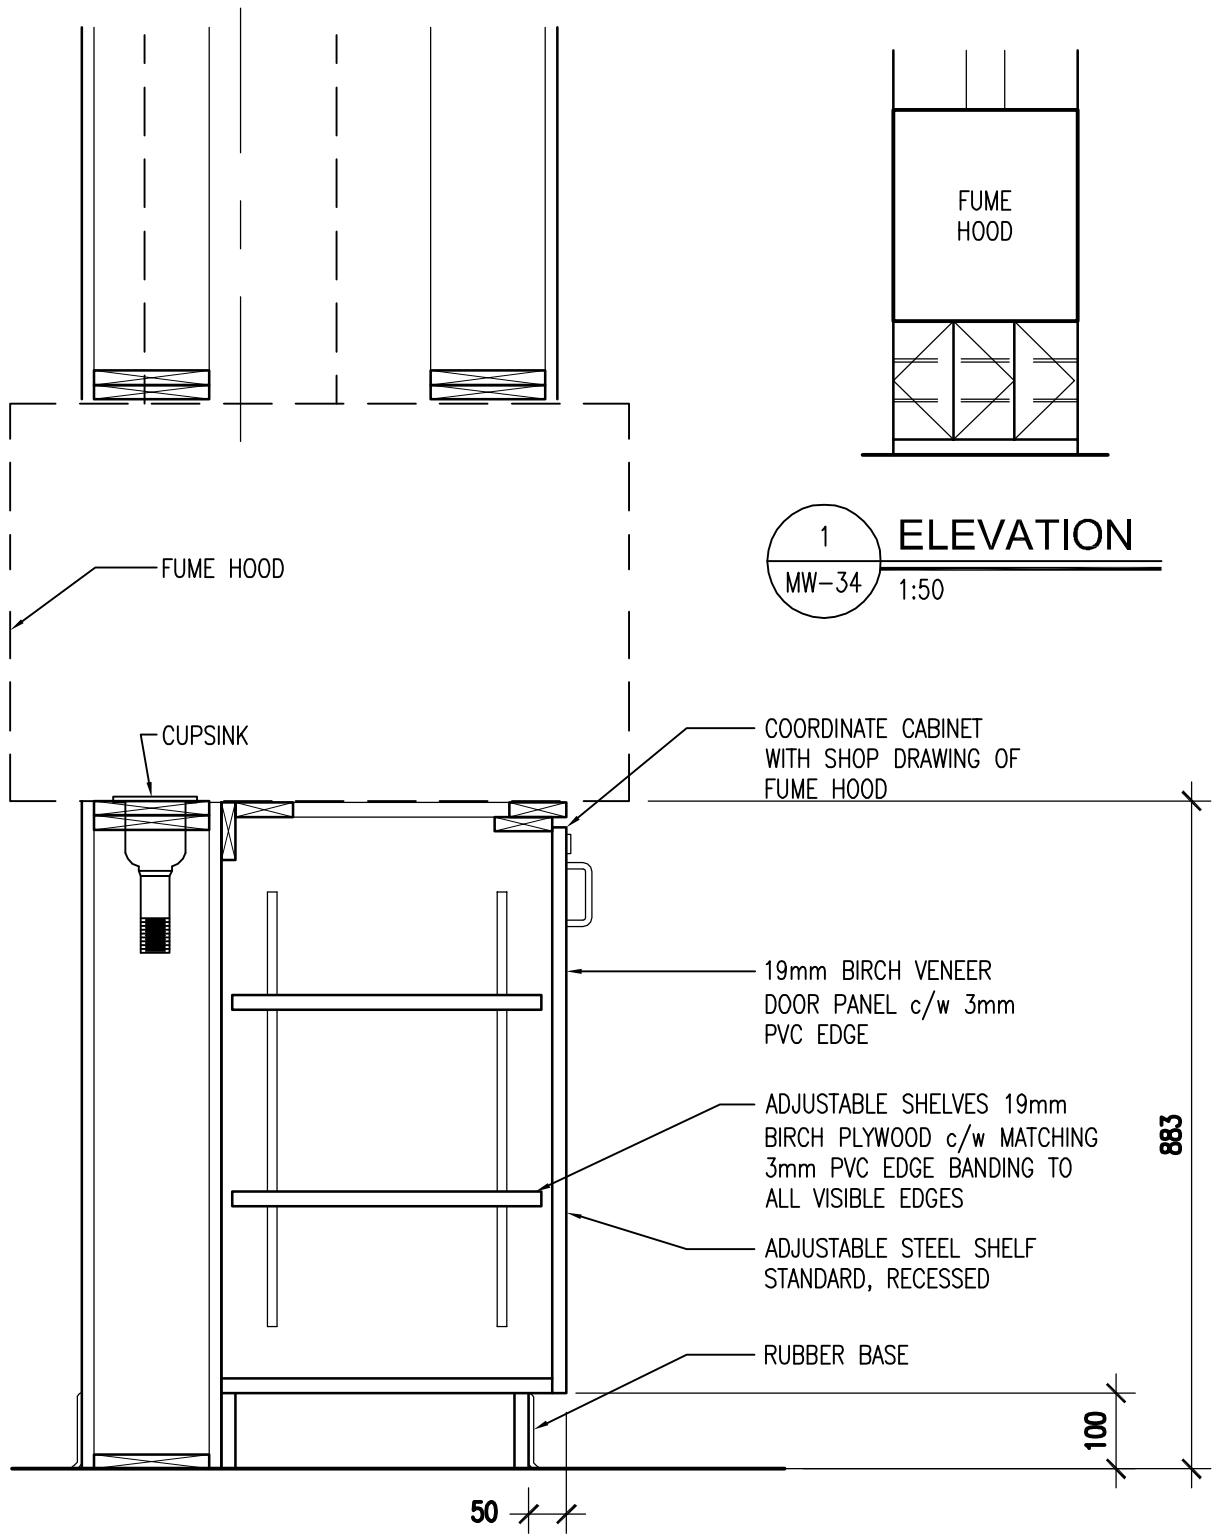 FUME
HOOD
1
MW-34
ELEVATION
1:50
FUME HOOD
CUPSINK
COORDINATE CABINET
WITH SHOP DRAWING OF
FUME HOOD
19mm BIRCH VENEER
DOOR PANEL c/w 3mm
PVC EDGE
ADJUSTABLE SHELVES 19mm
BIRCH PLYWOOD c/w MATCHING
3mm PVC EDGE BANDING TO
ALL VISIBLE EDGES
ADJUSTABLE STEEL SHELF
STANDARD, RECESSED
RUBBER BASE
883
100
50